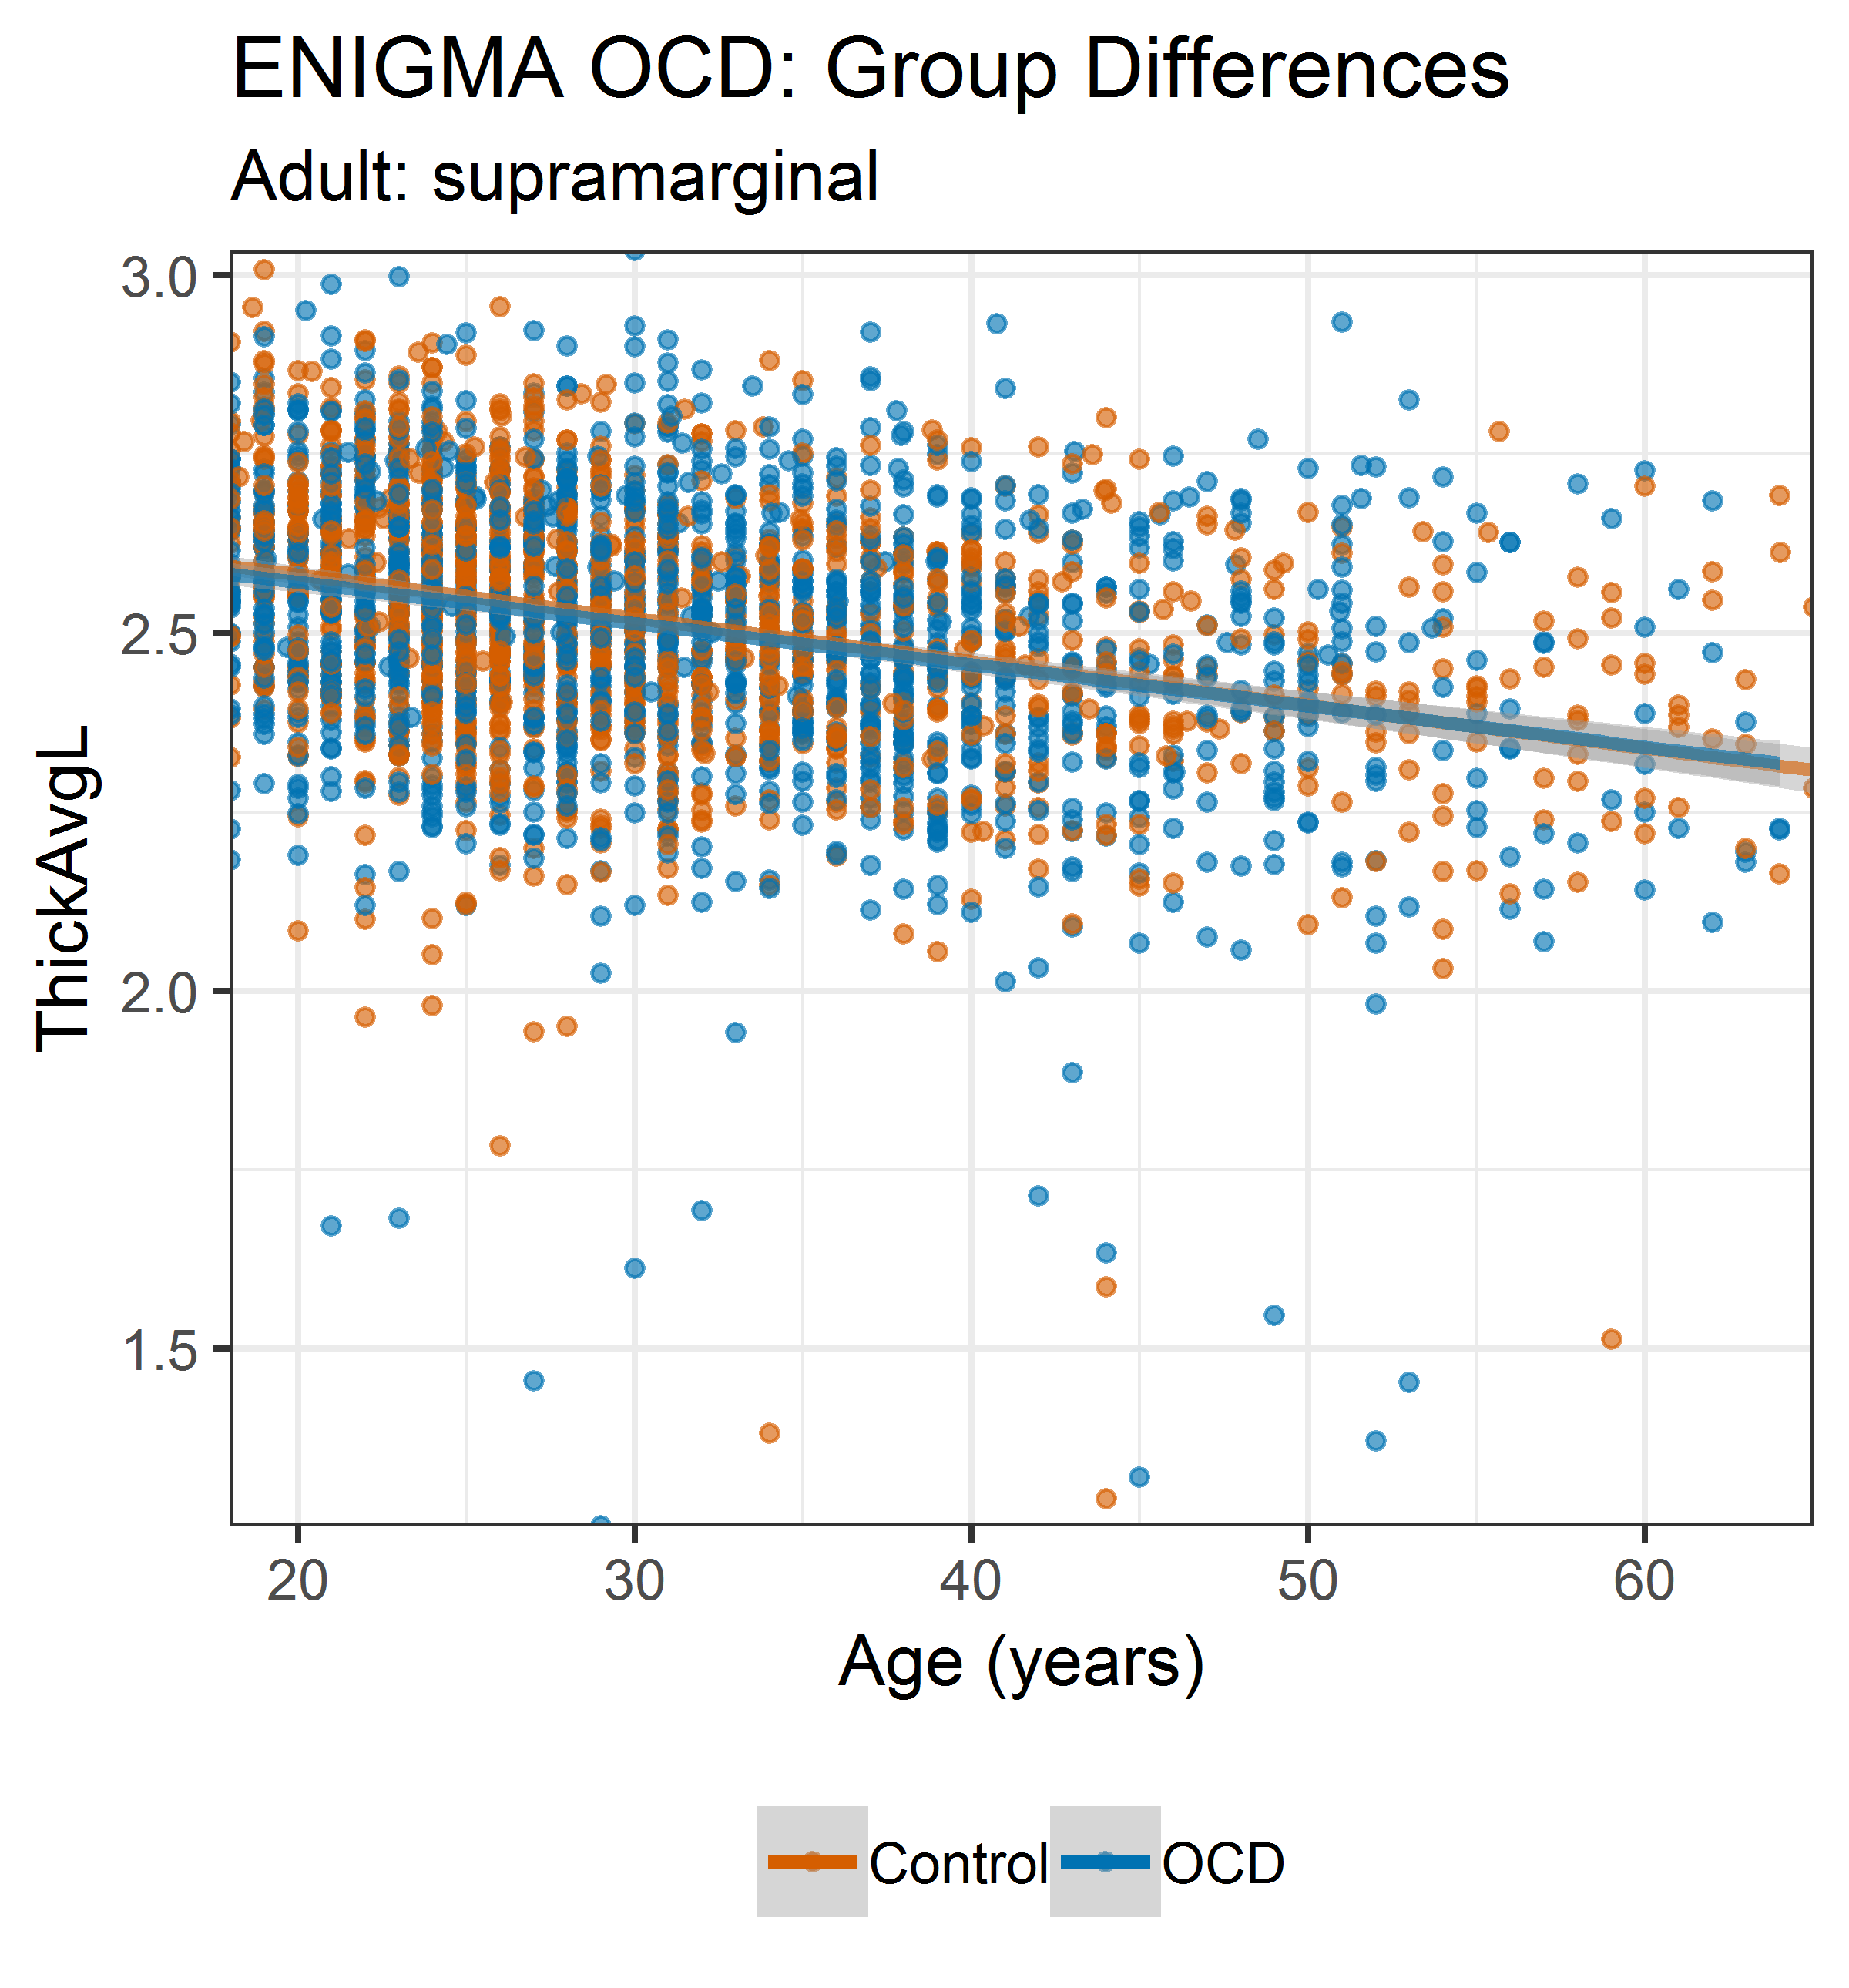 ENIGMA OCD: Group Differences
Adult: supramarginal
3.0
2.5
2.0
1.5
ThickAvgL
20 30 40 50 60
Age (years)
Control OCD